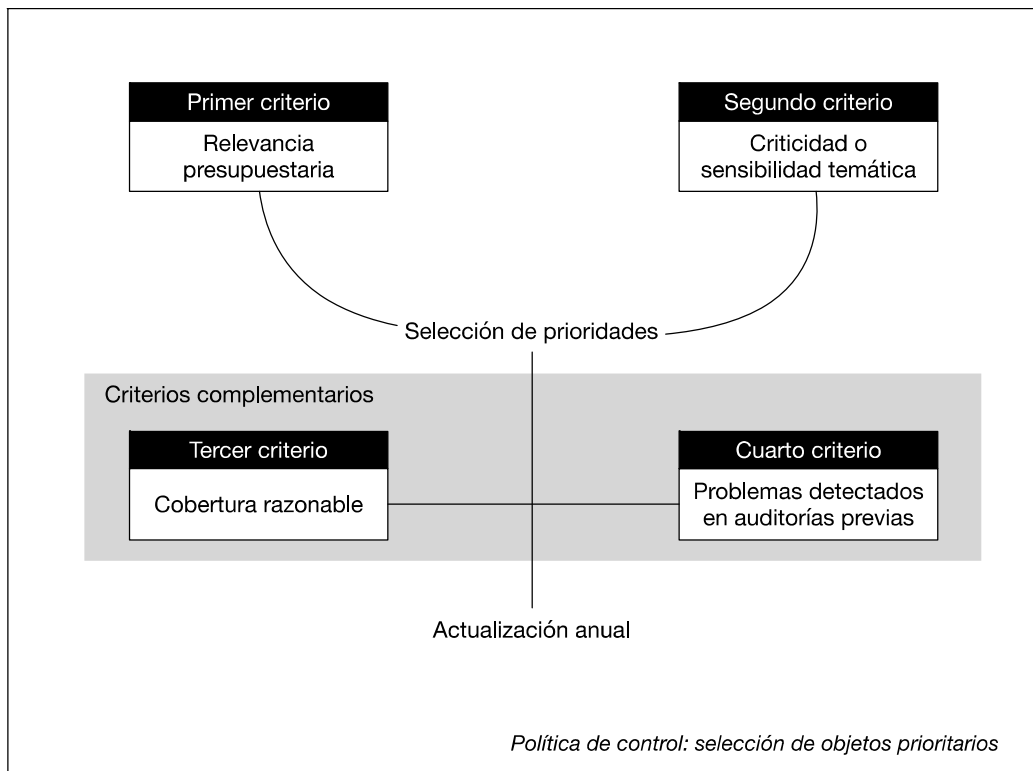 Primer criterio
Relevancia
presupuestaria
Segundo criterio
Criticidad o
sensibilidad temática
Selección de prioridades
Criterios complementarios
Tercer criterio
Cobertura razonable
Cuarto criterio
Problemas detectados
en auditorías previas
Actualización anual
Política de control: selección de objetos prioritarios